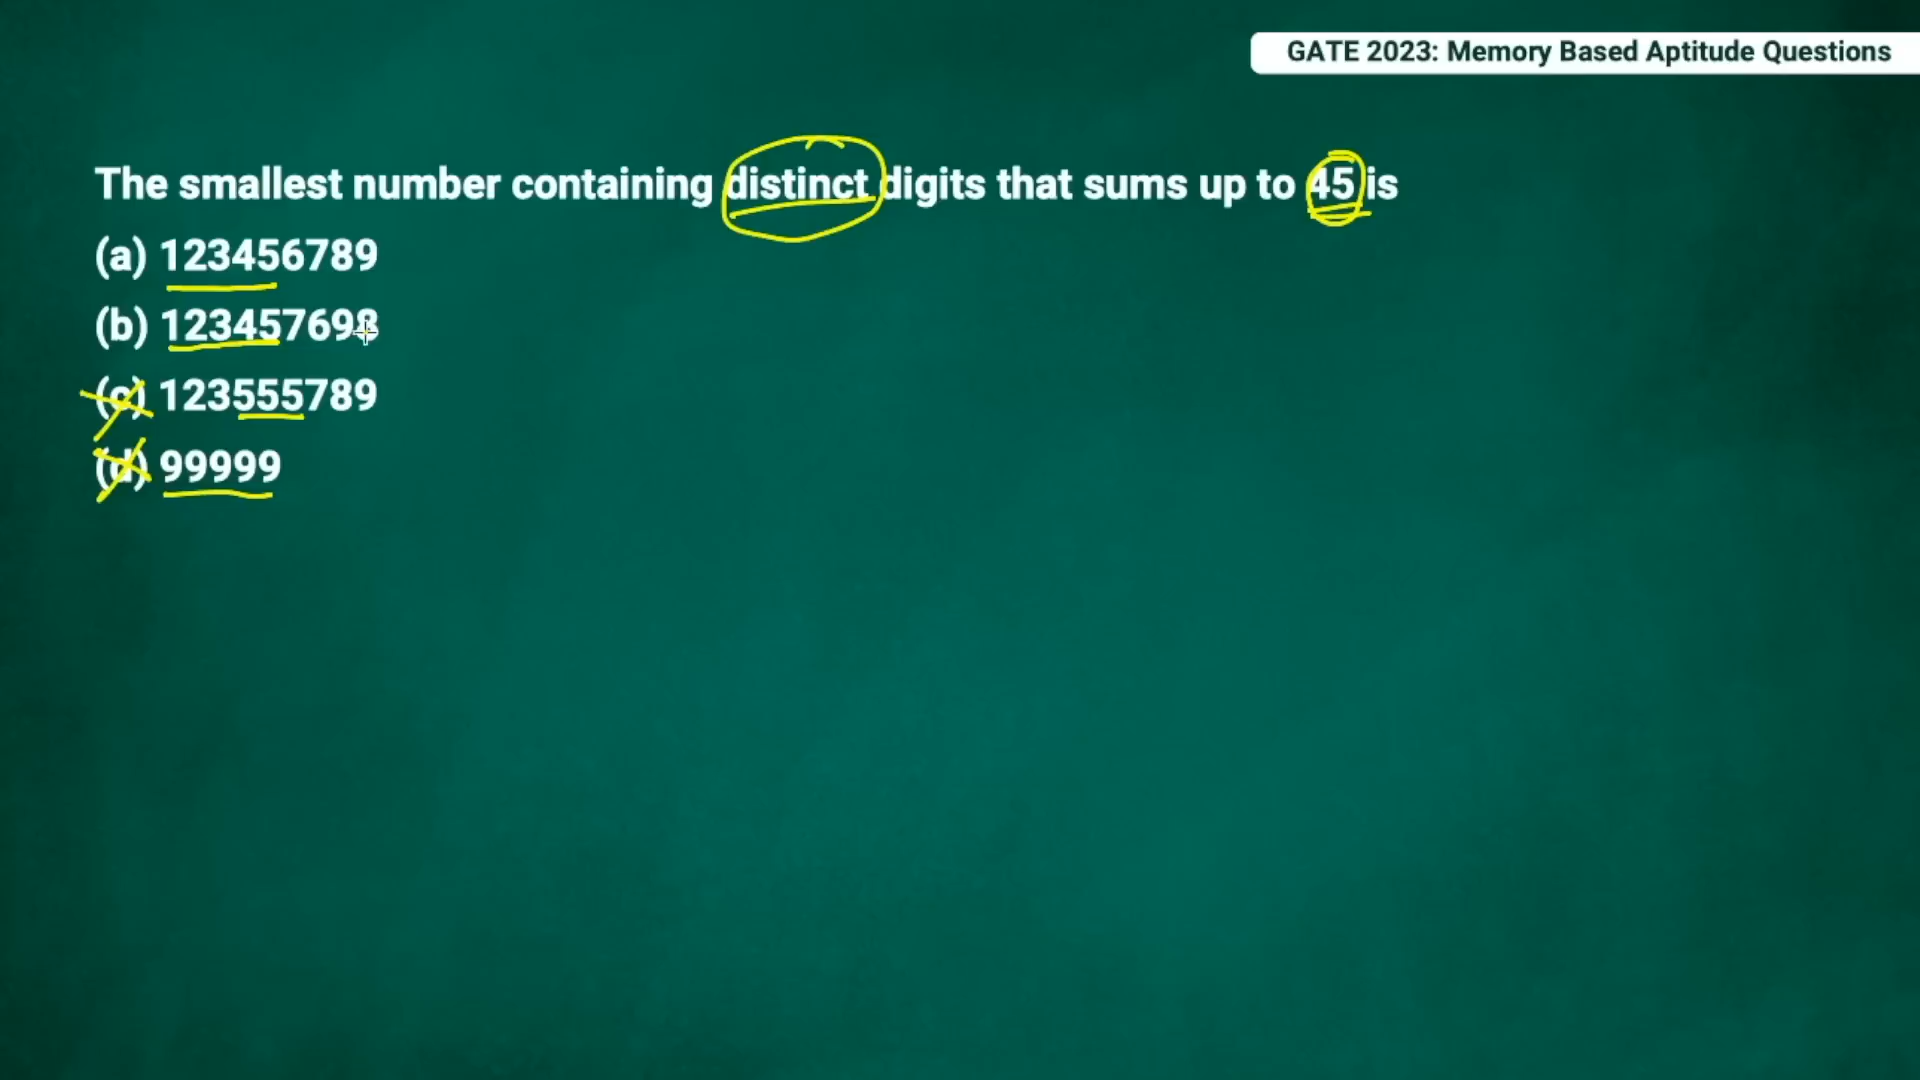 GATE 2023: Memory Based Aptitude Questions
The smallest number containing distinct digits that sums up to 45 is
(a) 123456789
(b) 123457698
(c) 123555789
(d) 99999